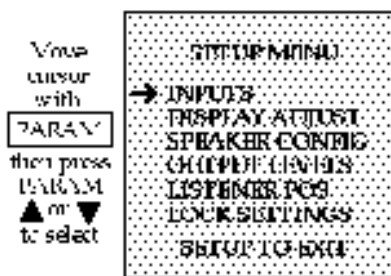 Move
cursor
with
PARAM
then press
PARAM
▲ or ▼
to select
SETUP MENU
→ INPUTS
DISPLAY ADJUST
SPEAKER CONFIG
OUTPUT LEVELS
LISTENER POS
LOCK SETTINGS
SETUP TO EXIT